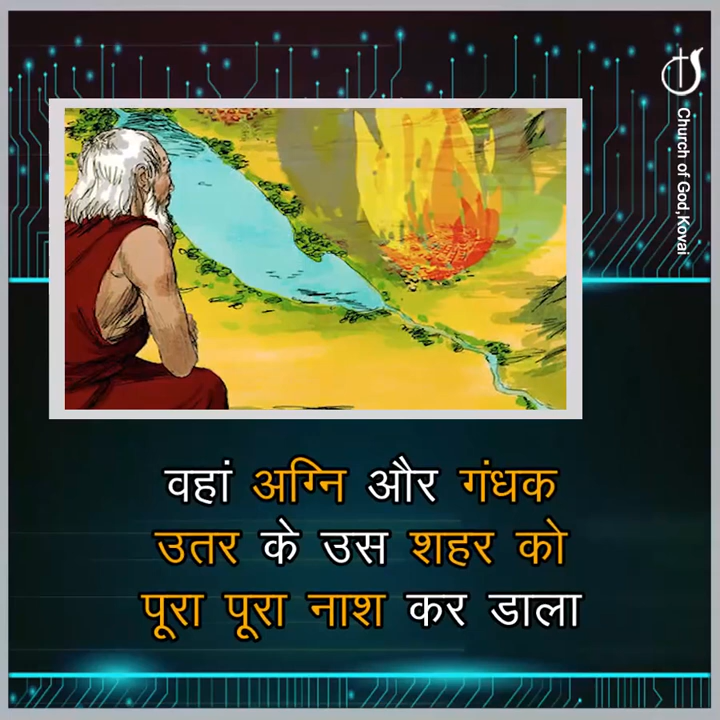 Church of God,Kovai
वहां अग्नि और गंधक
उतर के उस शहर को
पूरा पूरा नाश कर डाला